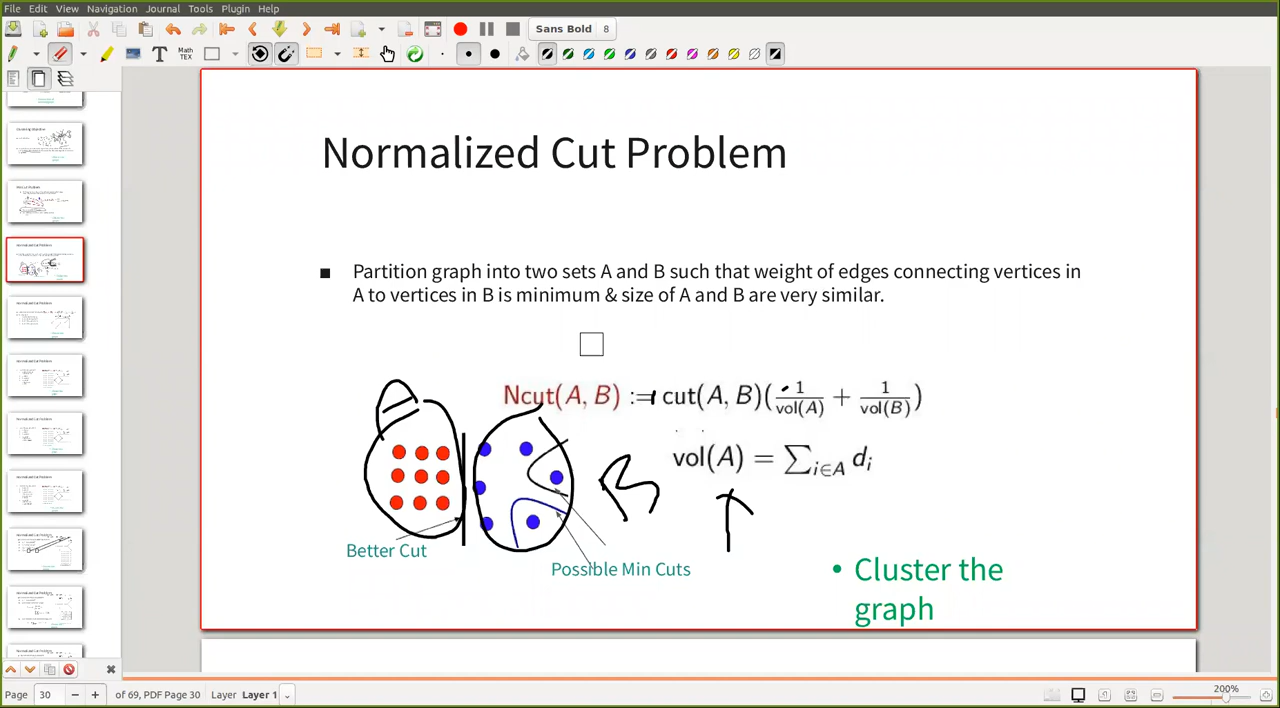 File Edit View Navigation Journal Tools Plugin Help
Sans Bold 8
T Math TEX
Normalized Cut Problem
■ Partition graph into two sets A and B such that weight of edges connecting vertices in
A to vertices in B is minimum & size of A and B are very similar.
Ncut(A, B) := cut(A, B)(1/vol(A) + 1/vol(B))
vol(A) = ∑i∈A di
B
Better Cut
Possible Min Cuts
• Cluster the
graph
Page 30 of 69, PDF Page 30 Layer Layer 1 200%